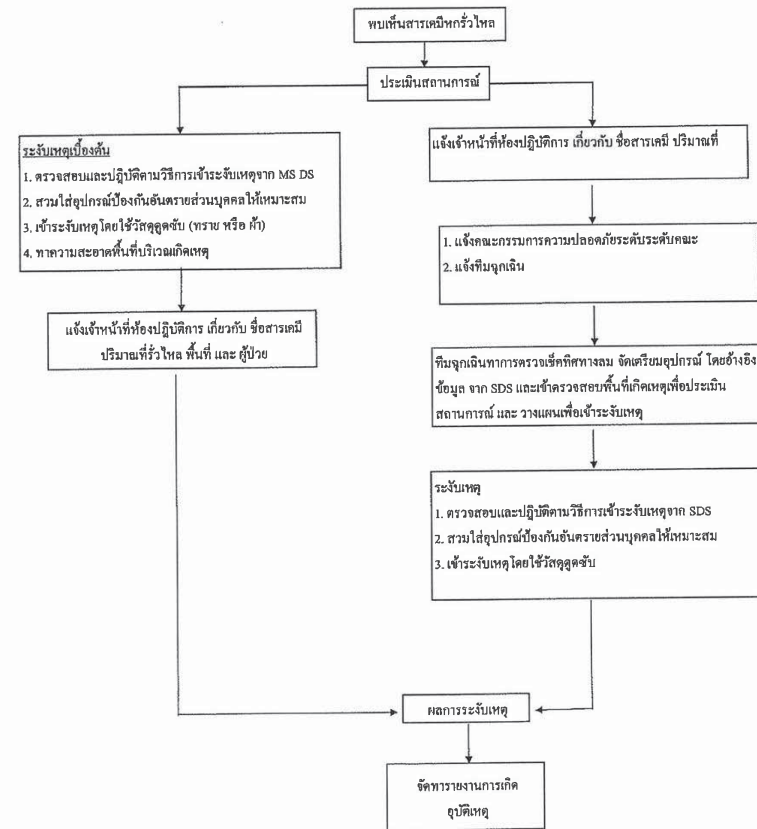 พบเห็นสารเคมีหกรั่วไหล
ประเมินสถานการณ์
ระงับเหตุเบื้องต้น
1. ตรวจสอบและปฏิบัติตามวิธีการเข้าระงับเหตุจาก MS DS
2. สวมใส่อุปกรณ์ป้องกันอันตรายส่วนบุคคลให้เหมาะสม
3. เข้าระงับเหตุโดยใช้วัสดุดูดซับ (ทราย หรือ ผ้า)
4. ทาความสะอาดพื้นที่บริเวณเกิดเหตุ
แจ้งเจ้าหน้าที่ห้องปฏิบัติการ เกี่ยวกับ ชื่อสารเคมี
ปริมาณที่รั่วไหล พื้นที่ และ ผู้ป่วย
แจ้งเจ้าหน้าที่ห้องปฏิบัติการ เกี่ยวกับ ชื่อสารเคมี ปริมาณที่
1. แจ้งคณะกรรมการความปลอดภัยระดับระดับคณะ
2. แจ้งทีมฉุกเฉิน
ทีมฉุกเฉินทาการตรวจเช็คทิศทางลม จัดเตรียมอุปกรณ์ โดยอ้างอิง
ข้อมูล จาก SDS และเข้าตรวจสอบพื้นที่เกิดเหตุเพื่อประเมิน
สถานการณ์ และ วางแผนเพื่อเข้าระงับเหตุ
ระงับเหตุ
1. ตรวจสอบและปฏิบัติตามวิธีการเข้าระงับเหตุจาก SDS
2. สวมใส่อุปกรณ์ป้องกันอันตรายส่วนบุคคลให้เหมาะสม
3. เข้าระงับเหตุโดยใช้วัสดุดูดซับ
ผลการระงับเหตุ
จัดทารายงานการเกิด
อุบัติเหตุ